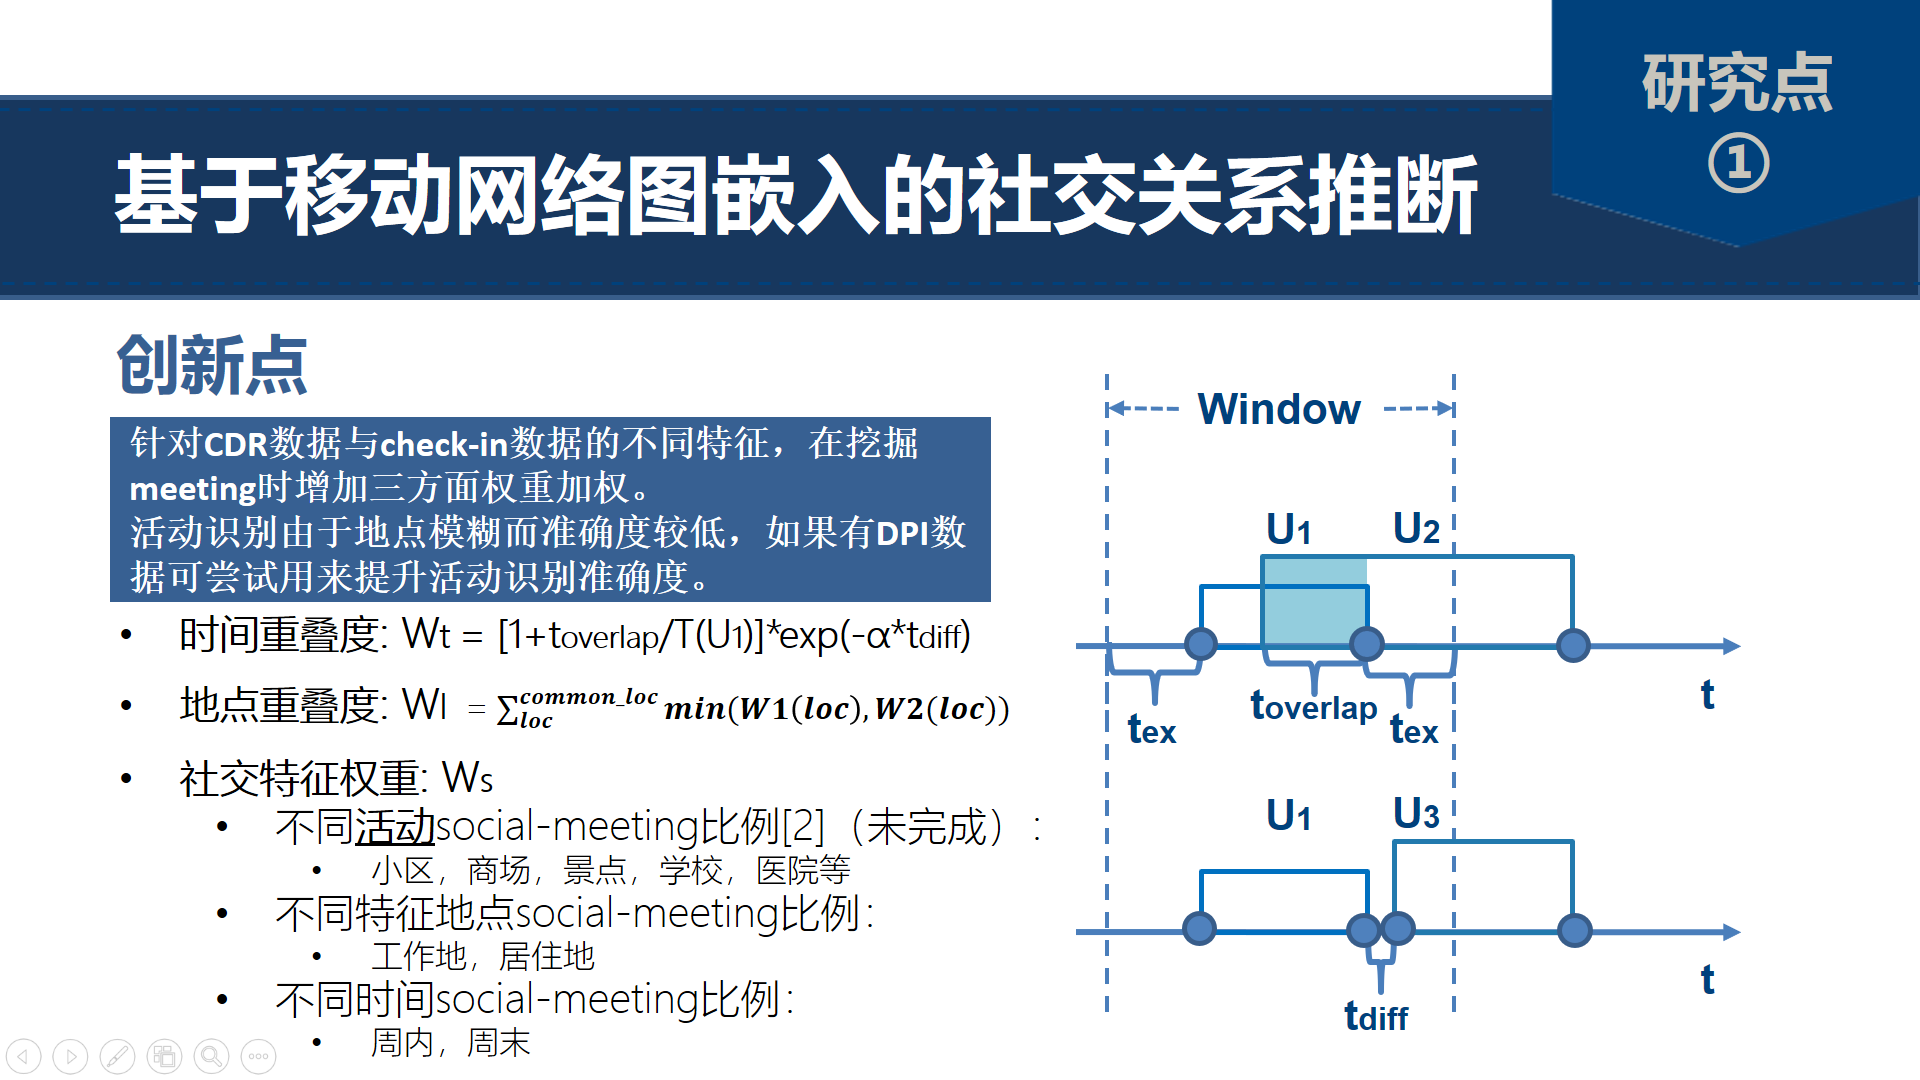 研究点
①
基于移动网络图嵌入的社交关系推断
创新点
针对CDR数据与check-in数据的不同特征，在挖掘
meeting时增加三方面权重加权。
活动识别由于地点模糊而准确度较低，如果有DPI数
据可尝试用来提升活动识别准确度。
• 时间重叠度: Wt = [1+toverlap/T(U1)]*exp(-α*tdiff)
• 地点重叠度: Wl = ∑_{loc}^{common_loc} min(W1(loc), W2(loc))
• 社交特征权重: Ws
• 不同活动social-meeting比例[2]（未完成）:
• 小区，商场，景点，学校，医院等
• 不同特征地点social-meeting比例:
• 工作地，居住地
• 不同时间social-meeting比例:
• 周内，周末
Window
U1 U2
t
tex toverlap tex
U1 U3
t
tdiff